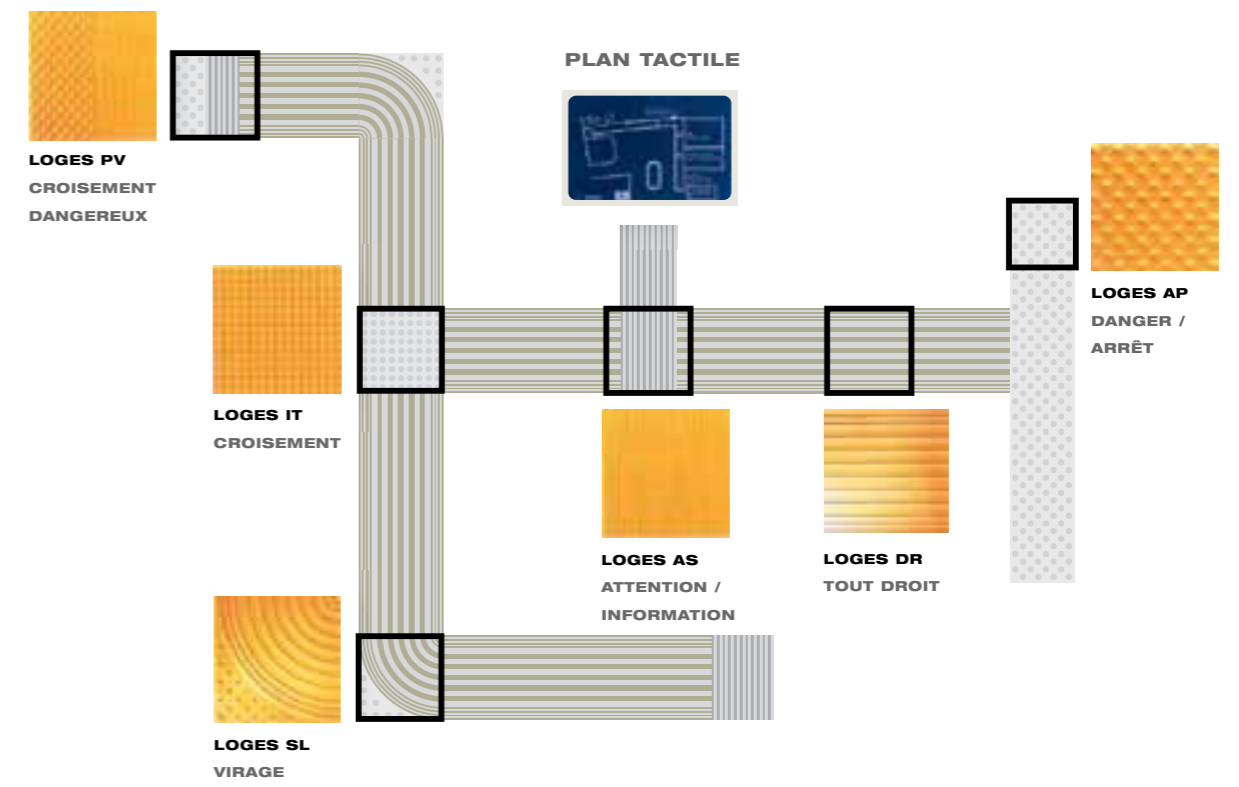 PLAN TACTILE
LOGES PV
CROISEMENT
DANGEREUX
LOGES AP
DANGER /
ARRÊT
LOGES IT
CROISEMENT
LOGES AS
ATTENTION /
INFORMATION
LOGES DR
TOUT DROIT
LOGES SL
VIRAGE